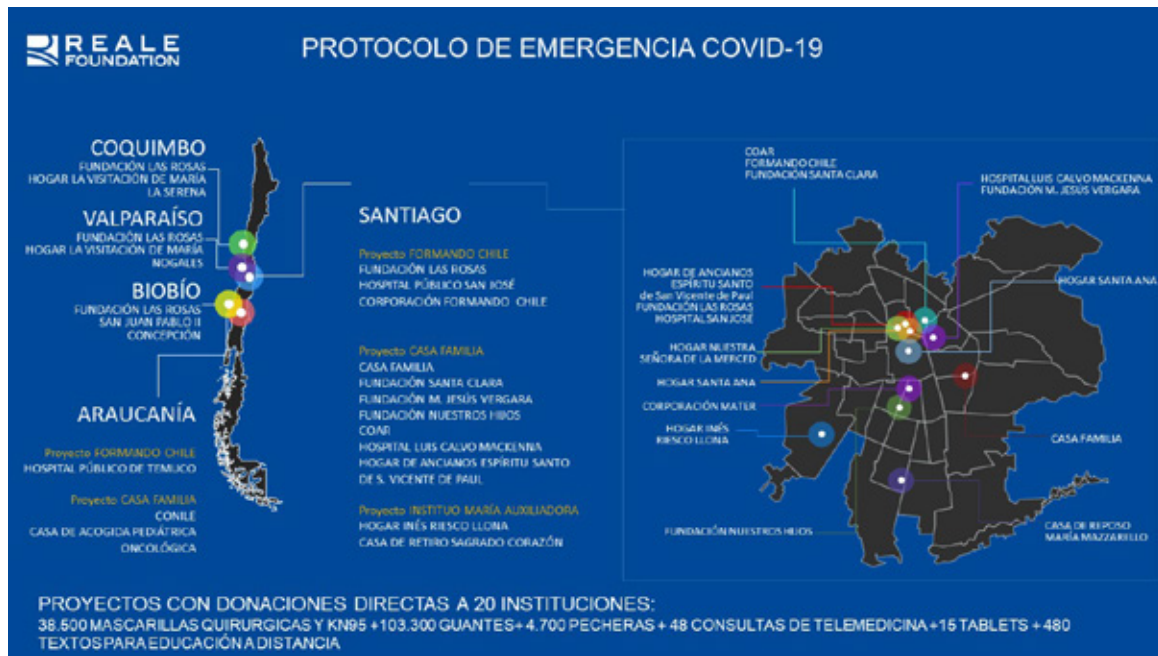 REALE
FOUNDATION
PROTOCOLO DE EMERGENCIA COVID-19
COQUIMBO
FUNDACIÓN LAS ROSAS
HOGAR LA VISITACIÓN DE MARÍA
LA SERENA
VALPARAÍSO
FUNDACIÓN LAS ROSAS
HOGAR LA VISITACIÓN DE MARÍA
NOGALES
BIOBÍO
FUNDACIÓN LAS ROSAS
SAN JUAN PABLO II
CONCEPCIÓN
ARAUCANÍA
Proyecto FORMANDO CHILE
HOSPITAL PÚBLICO DE TEMUCO
Proyecto CASA FAMILIA
CONILE
CASA DE ACOGIDA PEDIÁTRICA
ONCOLÓGICA
SANTIAGO
Proyecto FORMANDO CHILE
FUNDACIÓN LAS ROSAS
HOSPITAL PÚBLICO SAN JOSÉ
CORPORACIÓN FORMANDO CHILE
Proyecto CASA FAMILIA
CASA FAMILIA
FUNDACIÓN SANTA CLARA
FUNDACIÓN M. JESÚS VERGARA
FUNDACIÓN NUESTROS HIJOS
COAR
HOSPITAL LUIS CALVO MACKENNA
HOGAR DE ANCIANOS ESPÍRITU SANTO
DE S. VICENTE DE PAUL
Proyecto INSTITUO MARÍA AUXILIADORA
HOGAR INÉS RIESCO LLONA
CASA DE RETIRO SAGRADO CORAZÓN
COAR
FORMANDO CHILE
FUNDACIÓN SANTA CLARA
HOSPITAL LUIS CALVO MACKENNA
FUNDACIÓN M. JESÚS VERGARA
HOGAR DE ANCIANOS
ESPÍRITU SANTO
de San Vicente de Paul
FUNDACIÓN LAS ROSAS
HOSPITAL SAN JOSÉ
HOGAR SANTA ANA
HOGAR NUESTRA
SEÑORA DE LA MERCED
HOGAR SANTA ANA
CORPORACIÓN MATER
HOGAR INÉS
RIESCO LLONA
CASA FAMILIA
FUNDACIÓN NUESTROS HIJOS
CASA DE REPOSO
MARÍA MAZZARELLO
PROYECTOS CON DONACIONES DIRECTAS A 20 INSTITUCIONES:
38.500 MASCARILLAS QUIRURGICAS Y KN95 +103.300 GUANTES+ 4.700 PECHERAS + 48 CONSULTAS DE TELEMEDICINA +15 TABLETS + 480
TEXTOS PARA EDUCACIÓN A DISTANCIA